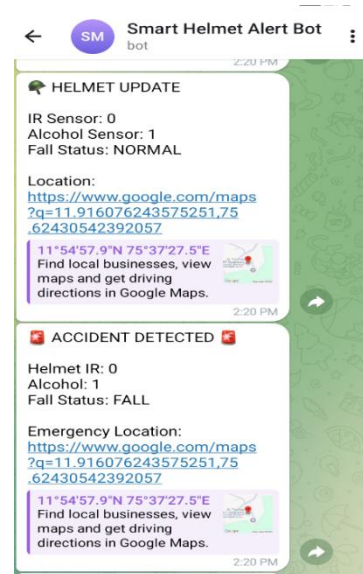 Smart Helmet Alert Bot
SM
bot
2:20 PM
HELMET UPDATE
IR Sensor: 0
Alcohol Sensor: 1
Fall Status: NORMAL
Location:
https://www.google.com/maps
?q=11.916076243575251,75
.62430542392057
11°54'57.9"N 75°37'27.5"E
Find local businesses, view
maps and get driving
directions in Google Maps.
2:20 PM
ACCIDENT DETECTED
Helmet IR: 0
Alcohol: 1
Fall Status: FALL
Emergency Location:
https://www.google.com/maps
?q=11.916076243575251,75
.62430542392057
11°54'57.9"N 75°37'27.5"E
Find local businesses, view
maps and get driving
directions in Google Maps.
2:20 PM